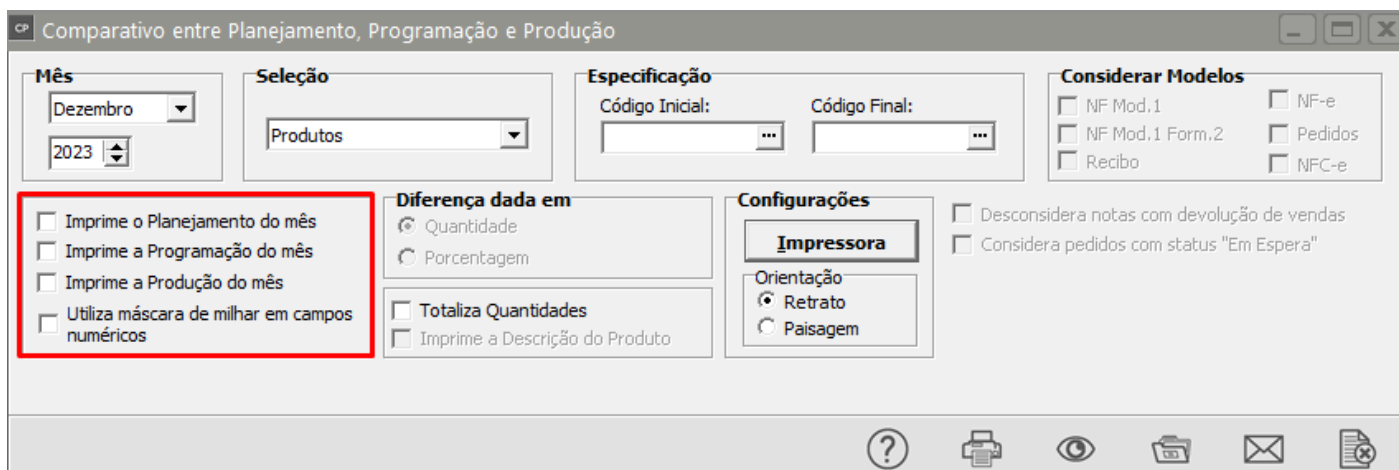 CP Comparativo entre Planejamento, Programação e Produção
Mês
Dezembro
2023
Seleção
Produtos
Especificação
Código Inicial:
Código Final:
Considerar Modelos
NF Mod.1
NF-e
NF Mod.1 Form.2
Pedidos
Recibo
NFC-e
Imprime o Planejamento do mês
Imprime a Programação do mês
Imprime a Produção do mês
Utiliza máscara de milhar em campos
numéricos
Diferença dada em
Quantidade
Porcentagem
Totaliza Quantidades
Imprime a Descrição do Produto
Configurações
Impressora
Orientação
Retrato
Paisagem
Desconsidera notas com devolução de vendas
Considera pedidos com status "Em Espera"